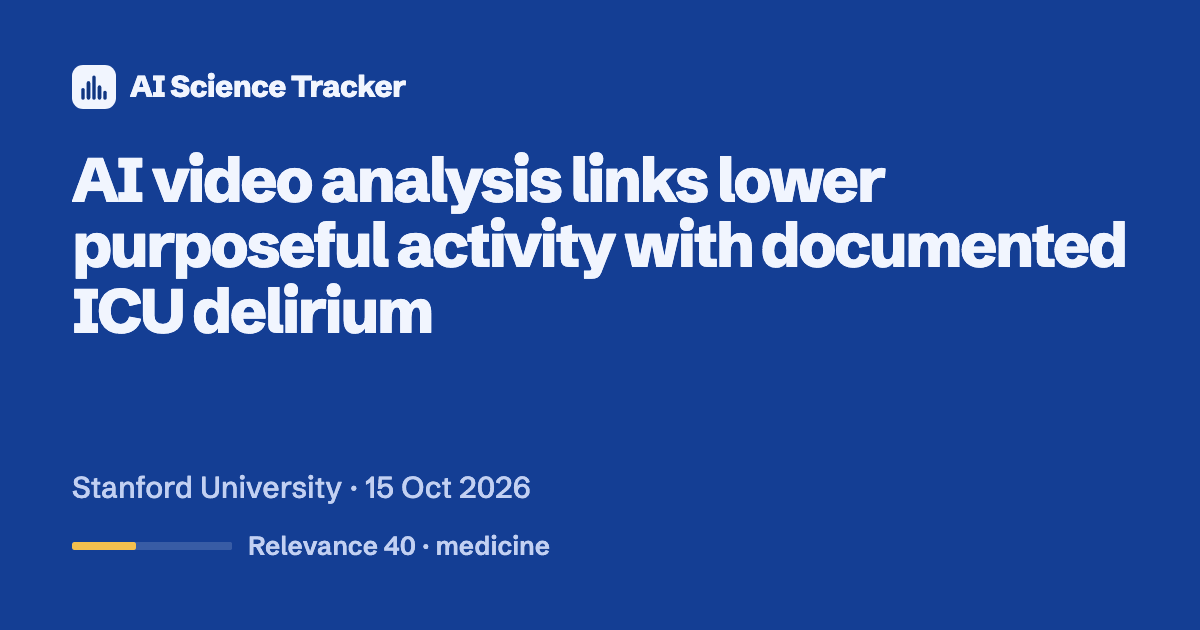 AI Science Tracker
AI video analysis links lower
purposeful activity with documented
ICU delirium
Stanford University · 15 Oct 2026
Relevance 40 · medicine